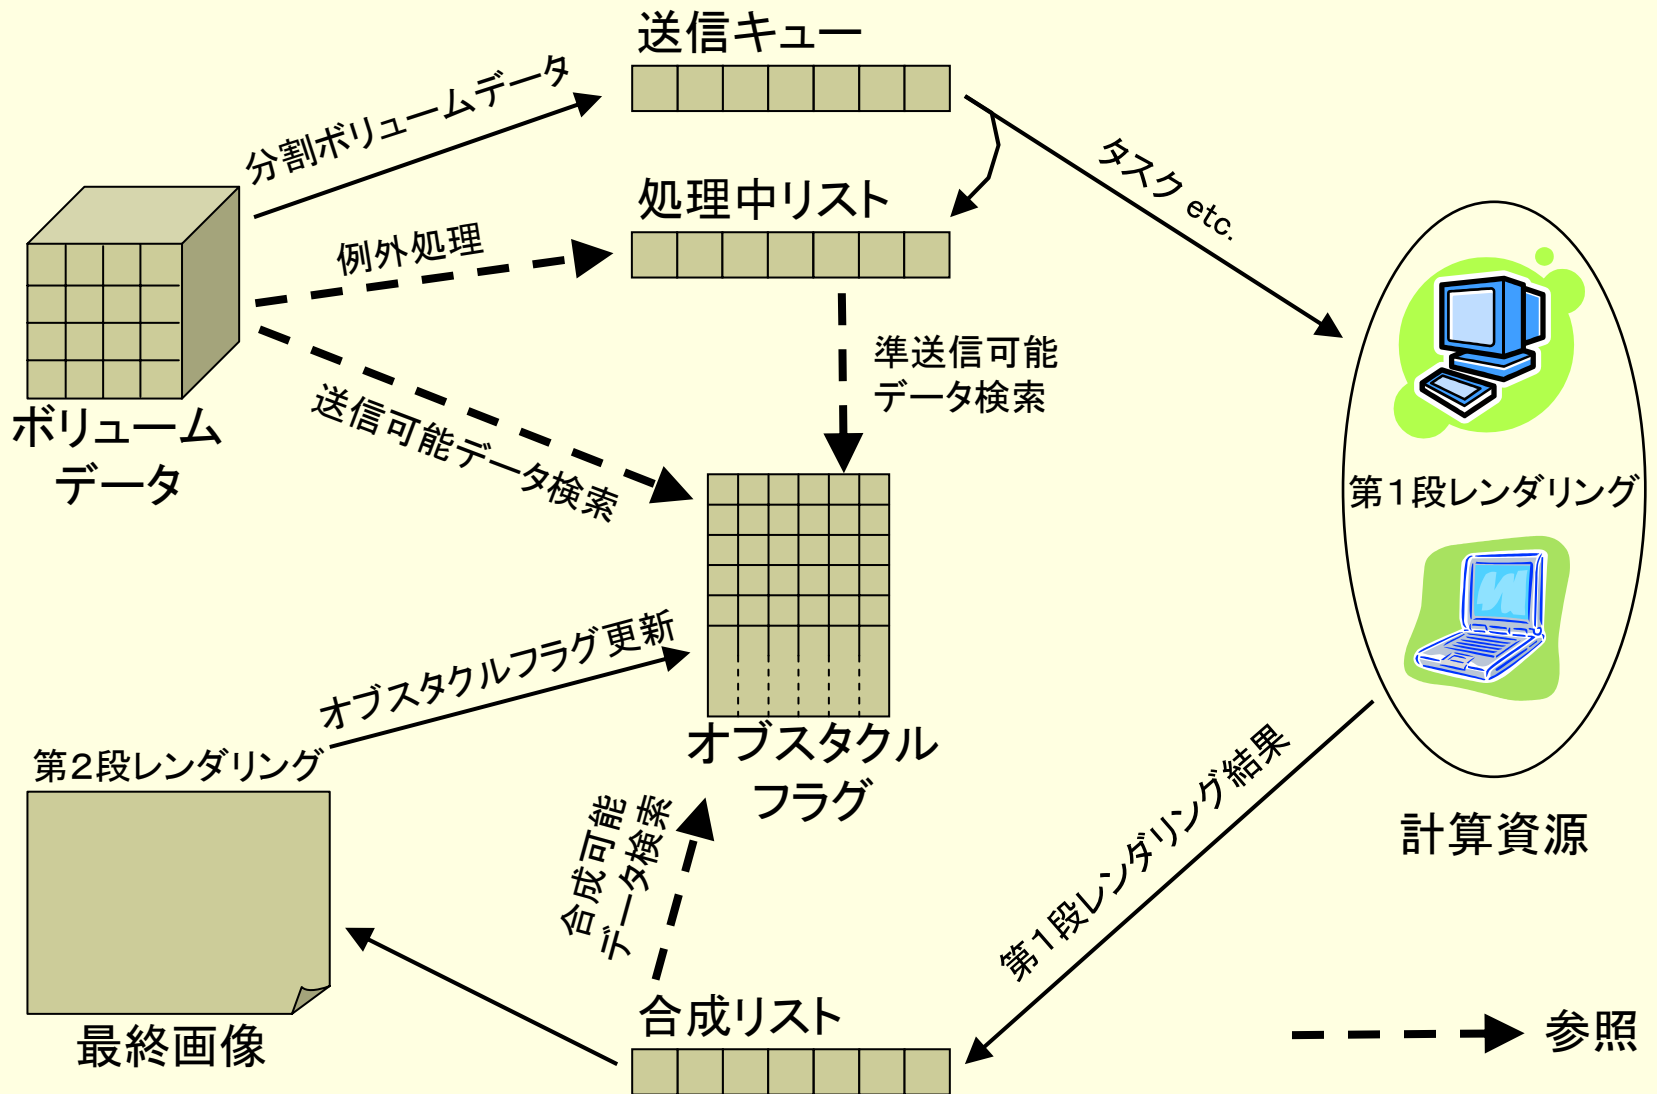 送信キュー
分割ボリュームデータ
処理中リスト
タスク etc.
例外処理
準送信可能
データ検索
送信可能データ検索
ボリューム
データ
第１段レンダリング
オブスタクルフラグ更新
オブスタクル
フラグ
第２段レンダリング
合成可能
データ検索
第１段レンダリング結果
計算資源
合成リスト
最終画像
参照